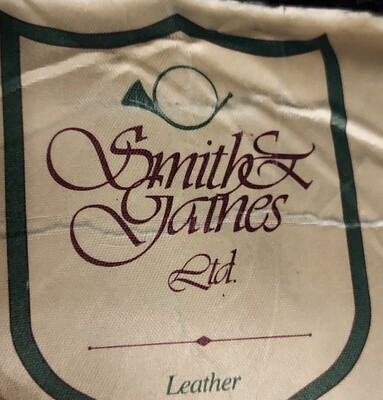 Smith &
Gaines
Ltd.
Leather